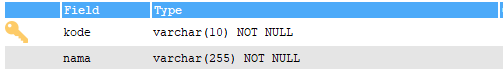 Field Type
kode varchar(10) NOT NULL
nama varchar(255) NOT NULL